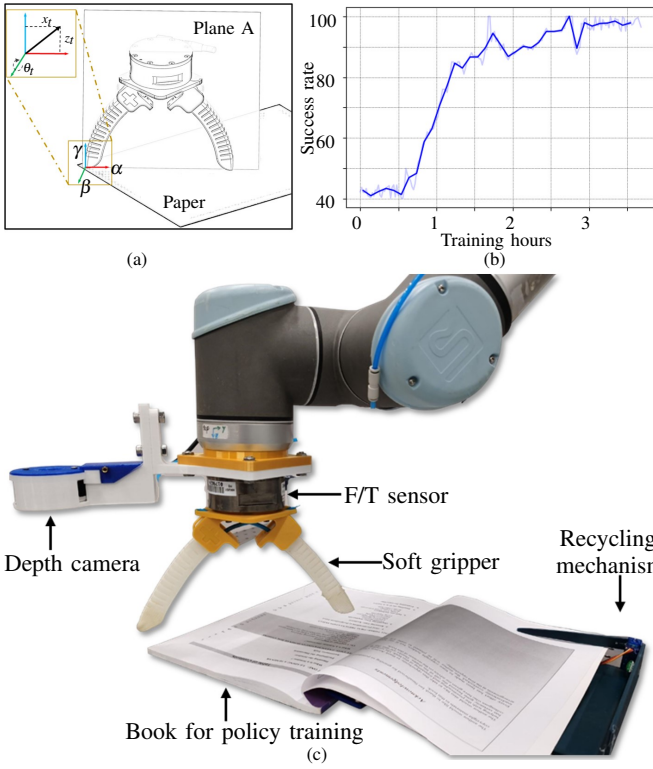 x_t
z_t
θ_t
Plane A
γ
α
β
Paper
(a)
100
80
60
40
Success rate
0
1
2
3
Training hours
(b)
F/T sensor
Depth camera
Soft gripper
Recycling
mechanism
Book for policy training
(c)